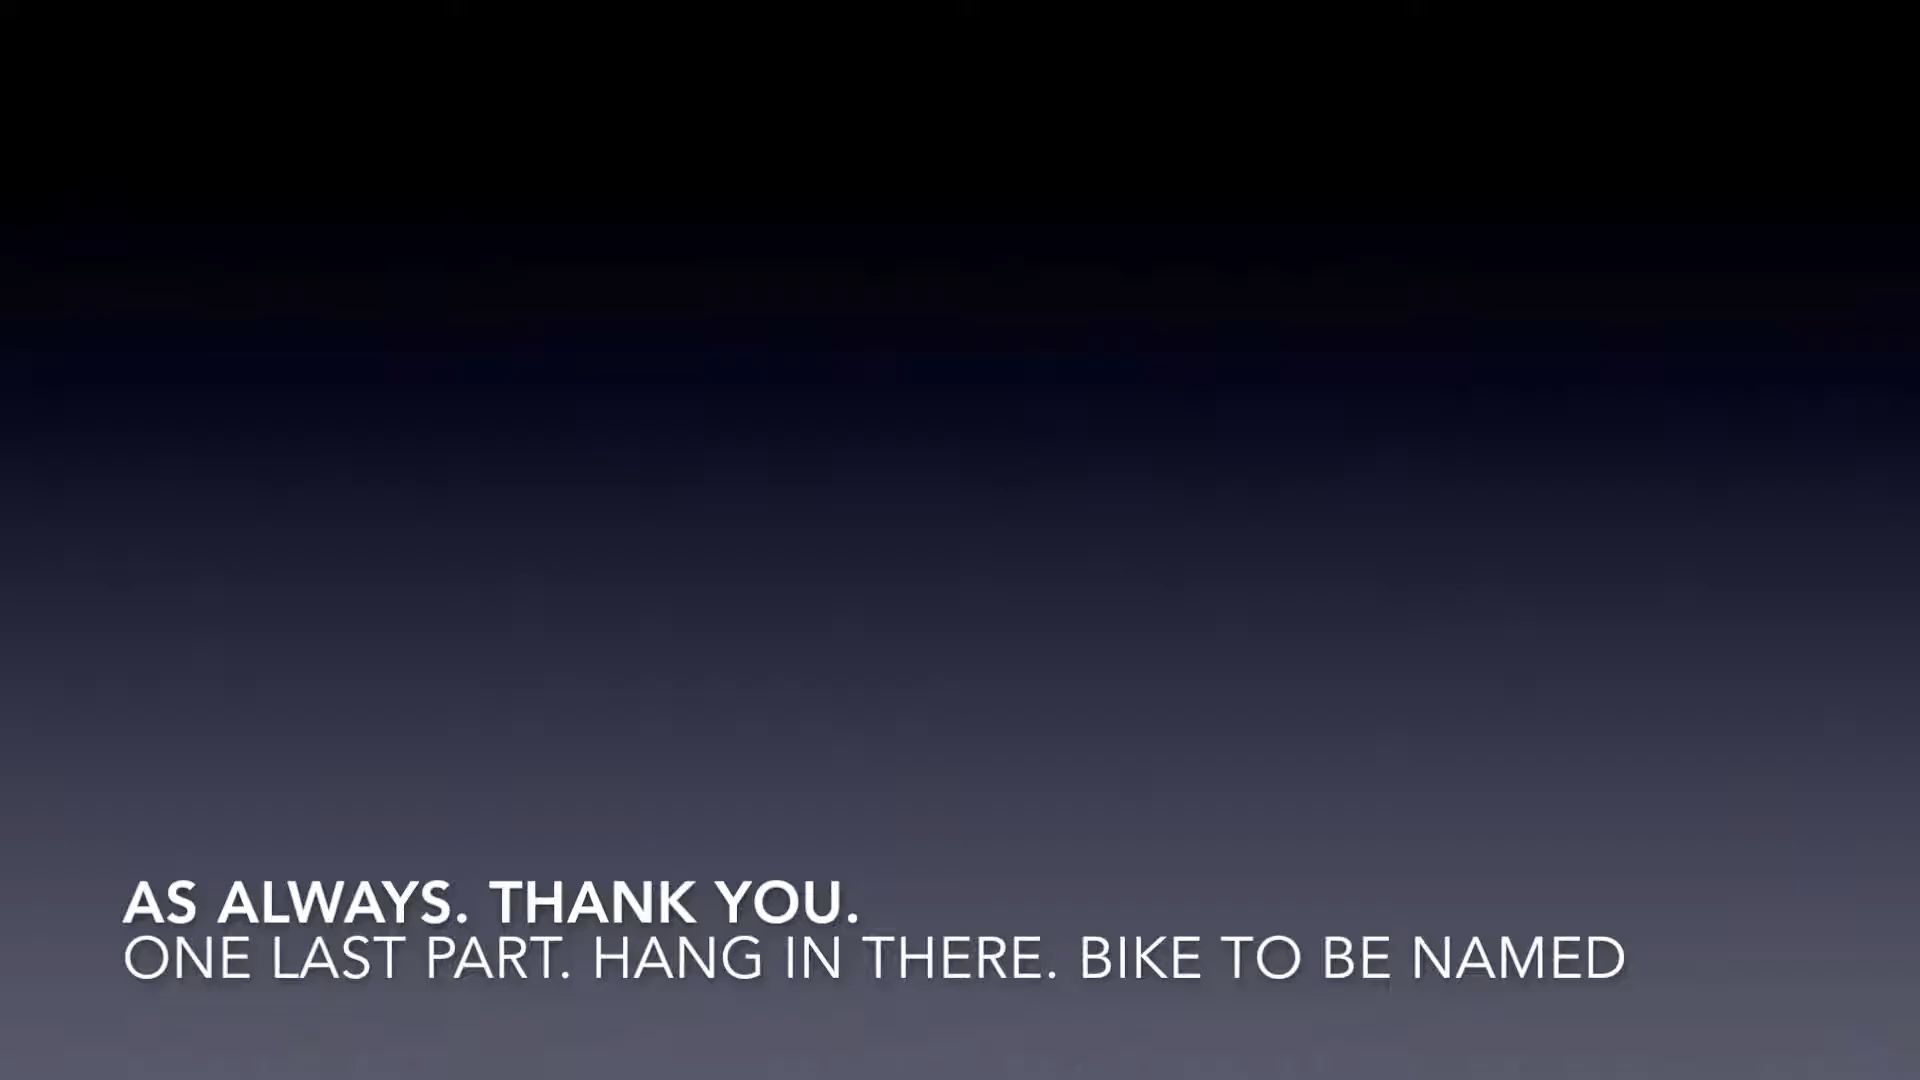 AS ALWAYS. THANK YOU.
ONE LAST PART. HANG IN THERE. BIKE TO BE NAMED